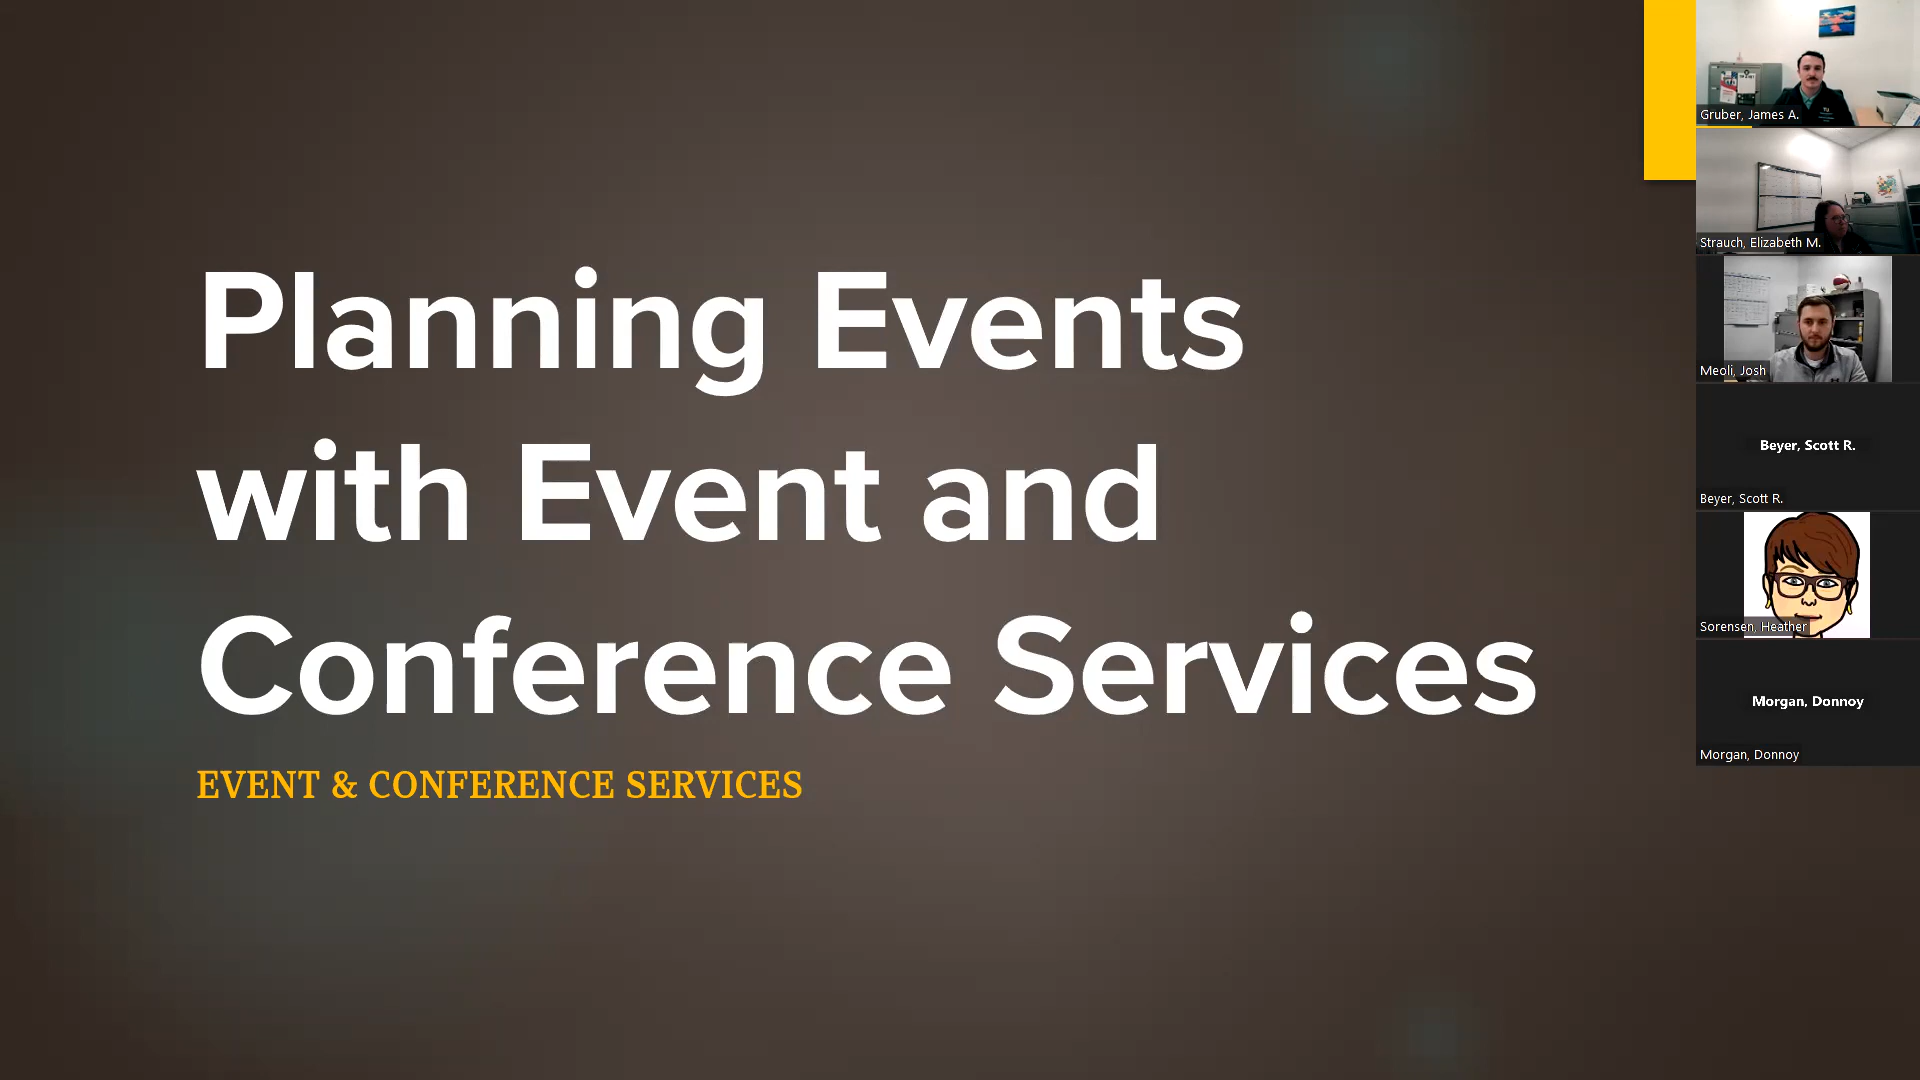 Planning Events
with Event and
Conference Services
EVENT & CONFERENCE SERVICES
Gruber, James A.
Strauch, Elizabeth M.
Meoli, Josh
Beyer, Scott R.
Beyer, Scott R.
Sorensen, Heather
Morgan, Donnoy
Morgan, Donnoy